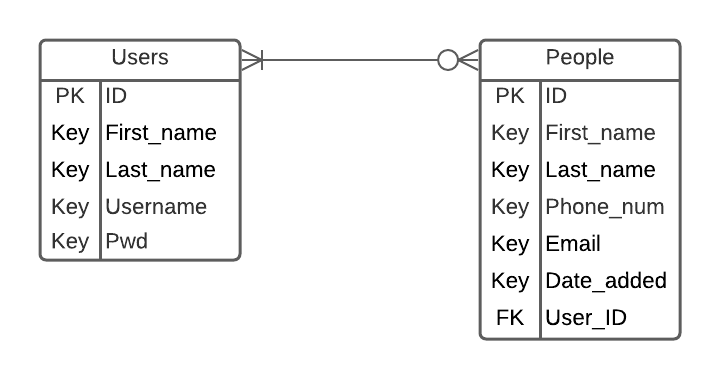 Users
PK ID
Key First_name
Key Last_name
Key Username
Key Pwd
People
PK ID
Key First_name
Key Last_name
Key Phone_num
Key Email
Key Date_added
FK User_ID